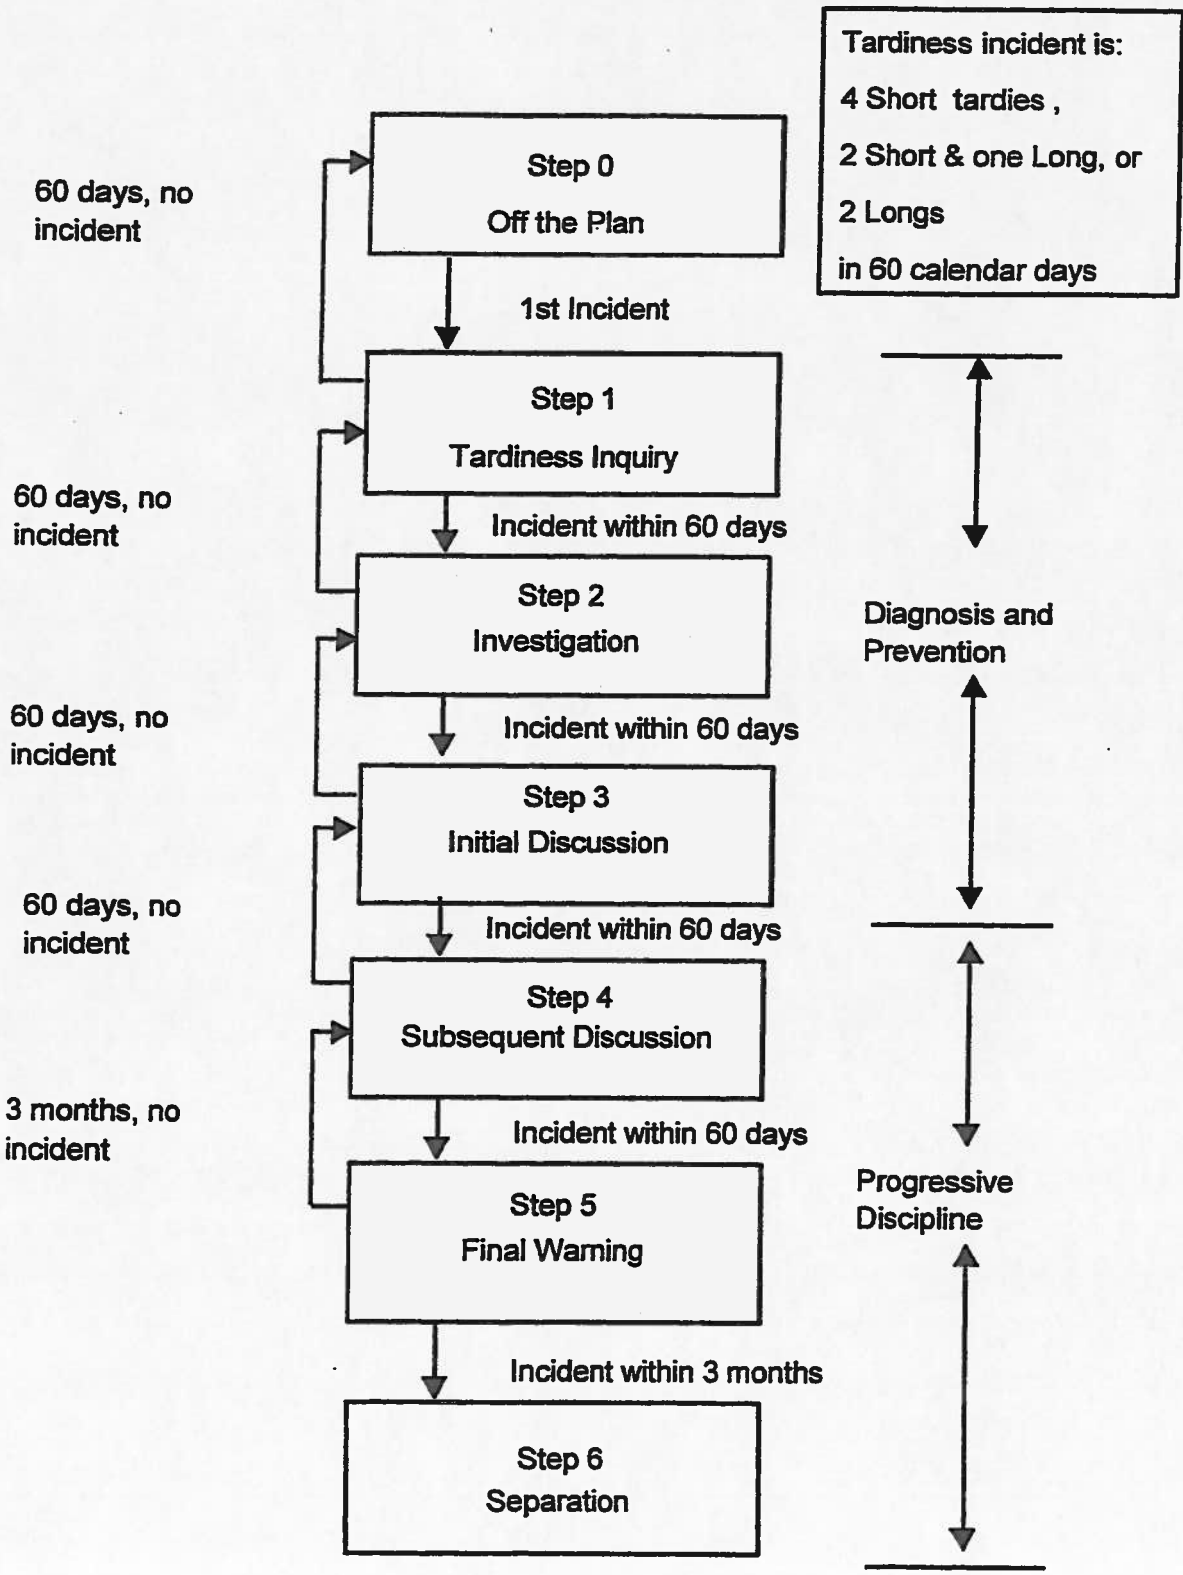 Tardiness incident is:
4 Short tardies ,
2 Short & one Long, or
2 Longs
in 60 calendar days
Step 0
Off the Plan
60 days, no
incident
1st Incident
Step 1
Tardiness Inquiry
60 days, no
incident
Incident within 60 days
Step 2
Investigation
Diagnosis and
Prevention
60 days, no
incident
Incident within 60 days
Step 3
Initial Discussion
60 days, no
incident
Incident within 60 days
Step 4
Subsequent Discussion
3 months, no
incident
Incident within 60 days
Step 5
Final Warning
Progressive
Discipline
Incident within 3 months
Step 6
Separation